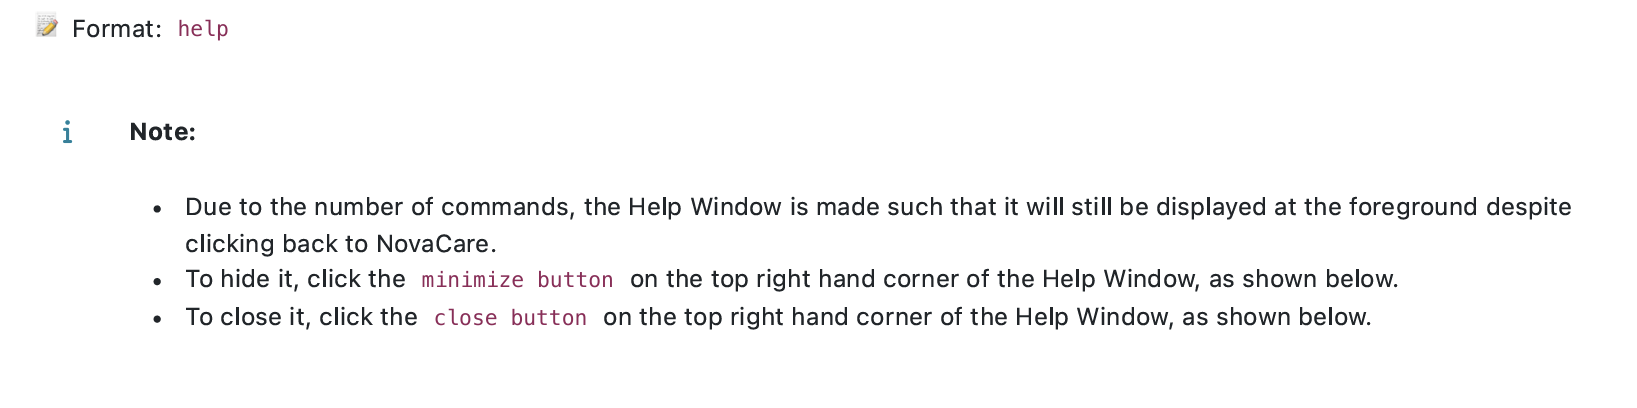 Format: help
i Note:
• Due to the number of commands, the Help Window is made such that it will still be displayed at the foreground despite
clicking back to NovaCare.
• To hide it, click the minimize button on the top right hand corner of the Help Window, as shown below.
• To close it, click the close button on the top right hand corner of the Help Window, as shown below.